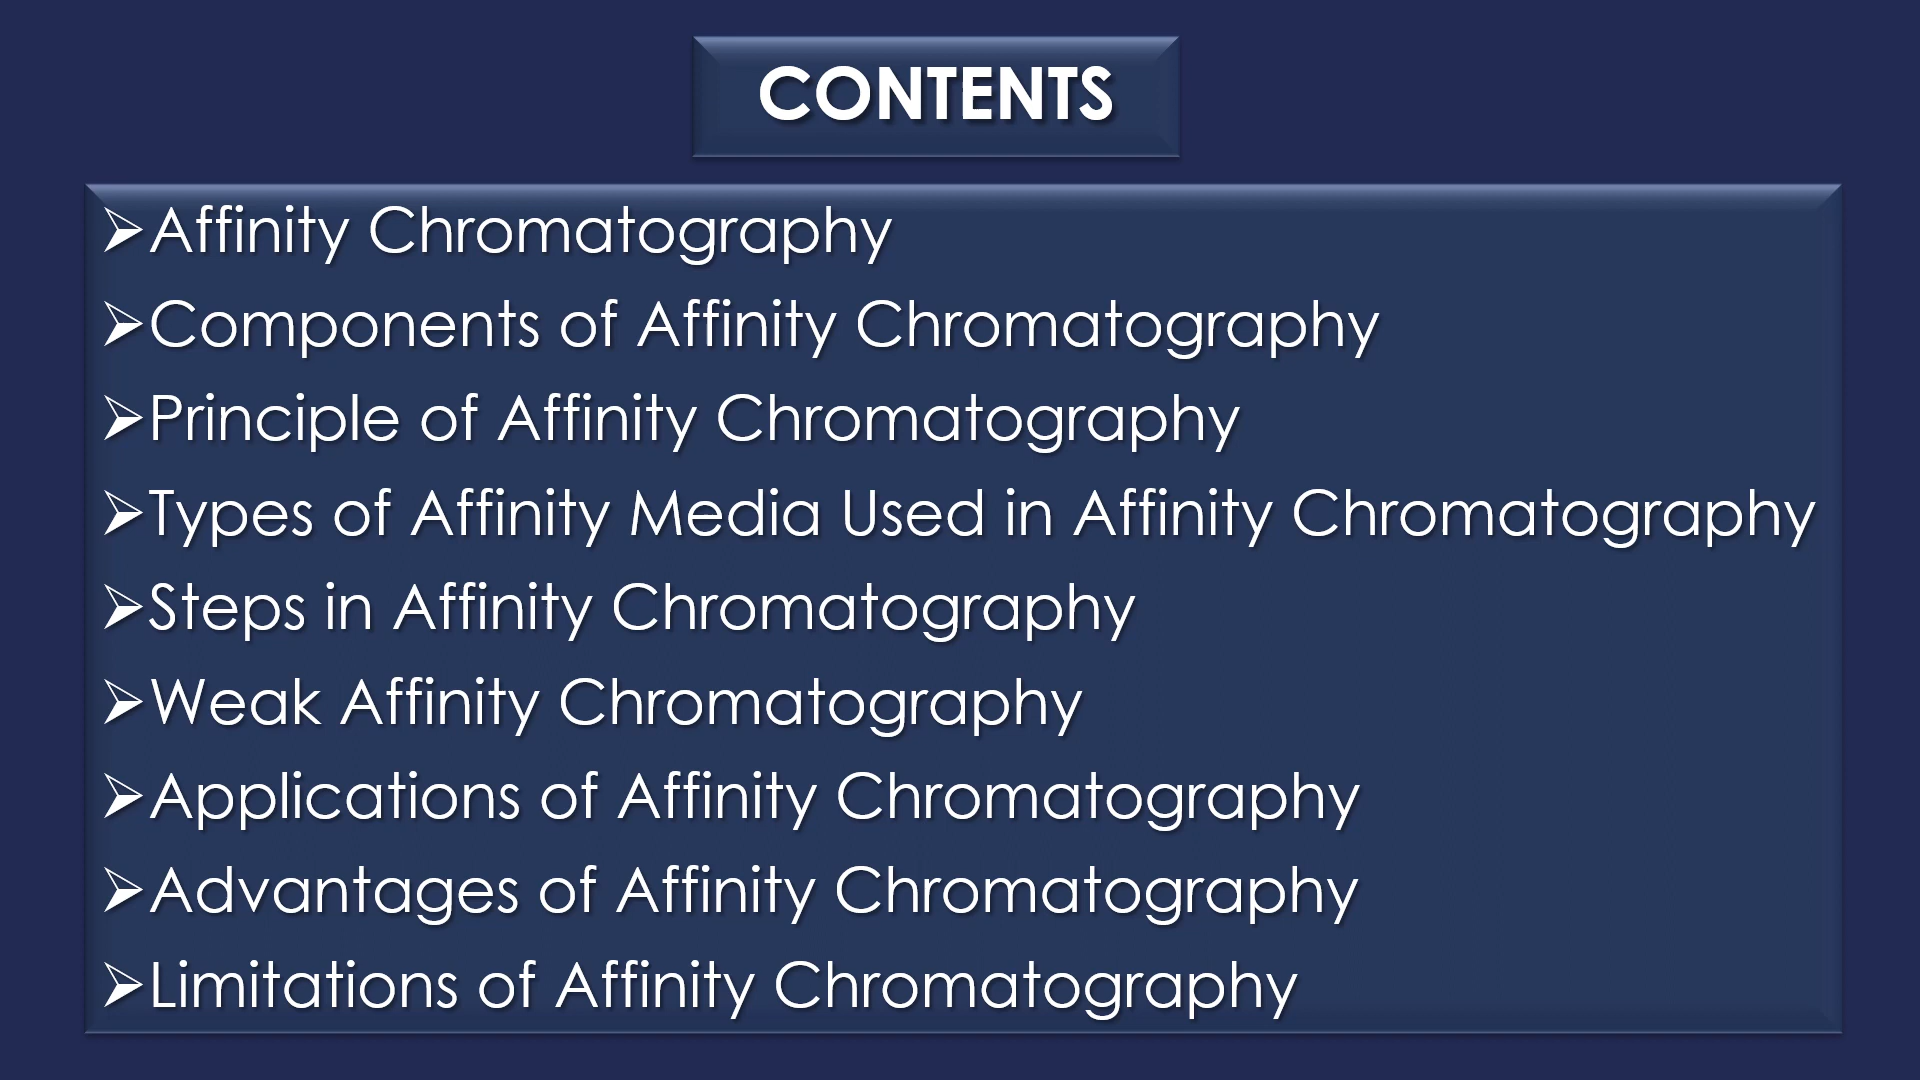 CONTENTS
➢Affinity Chromatography
➢Components of Affinity Chromatography
➢Principle of Affinity Chromatography
➢Types of Affinity Media Used in Affinity Chromatography
➢Steps in Affinity Chromatography
➢Weak Affinity Chromatography
➢Applications of Affinity Chromatography
➢Advantages of Affinity Chromatography
➢Limitations of Affinity Chromatography